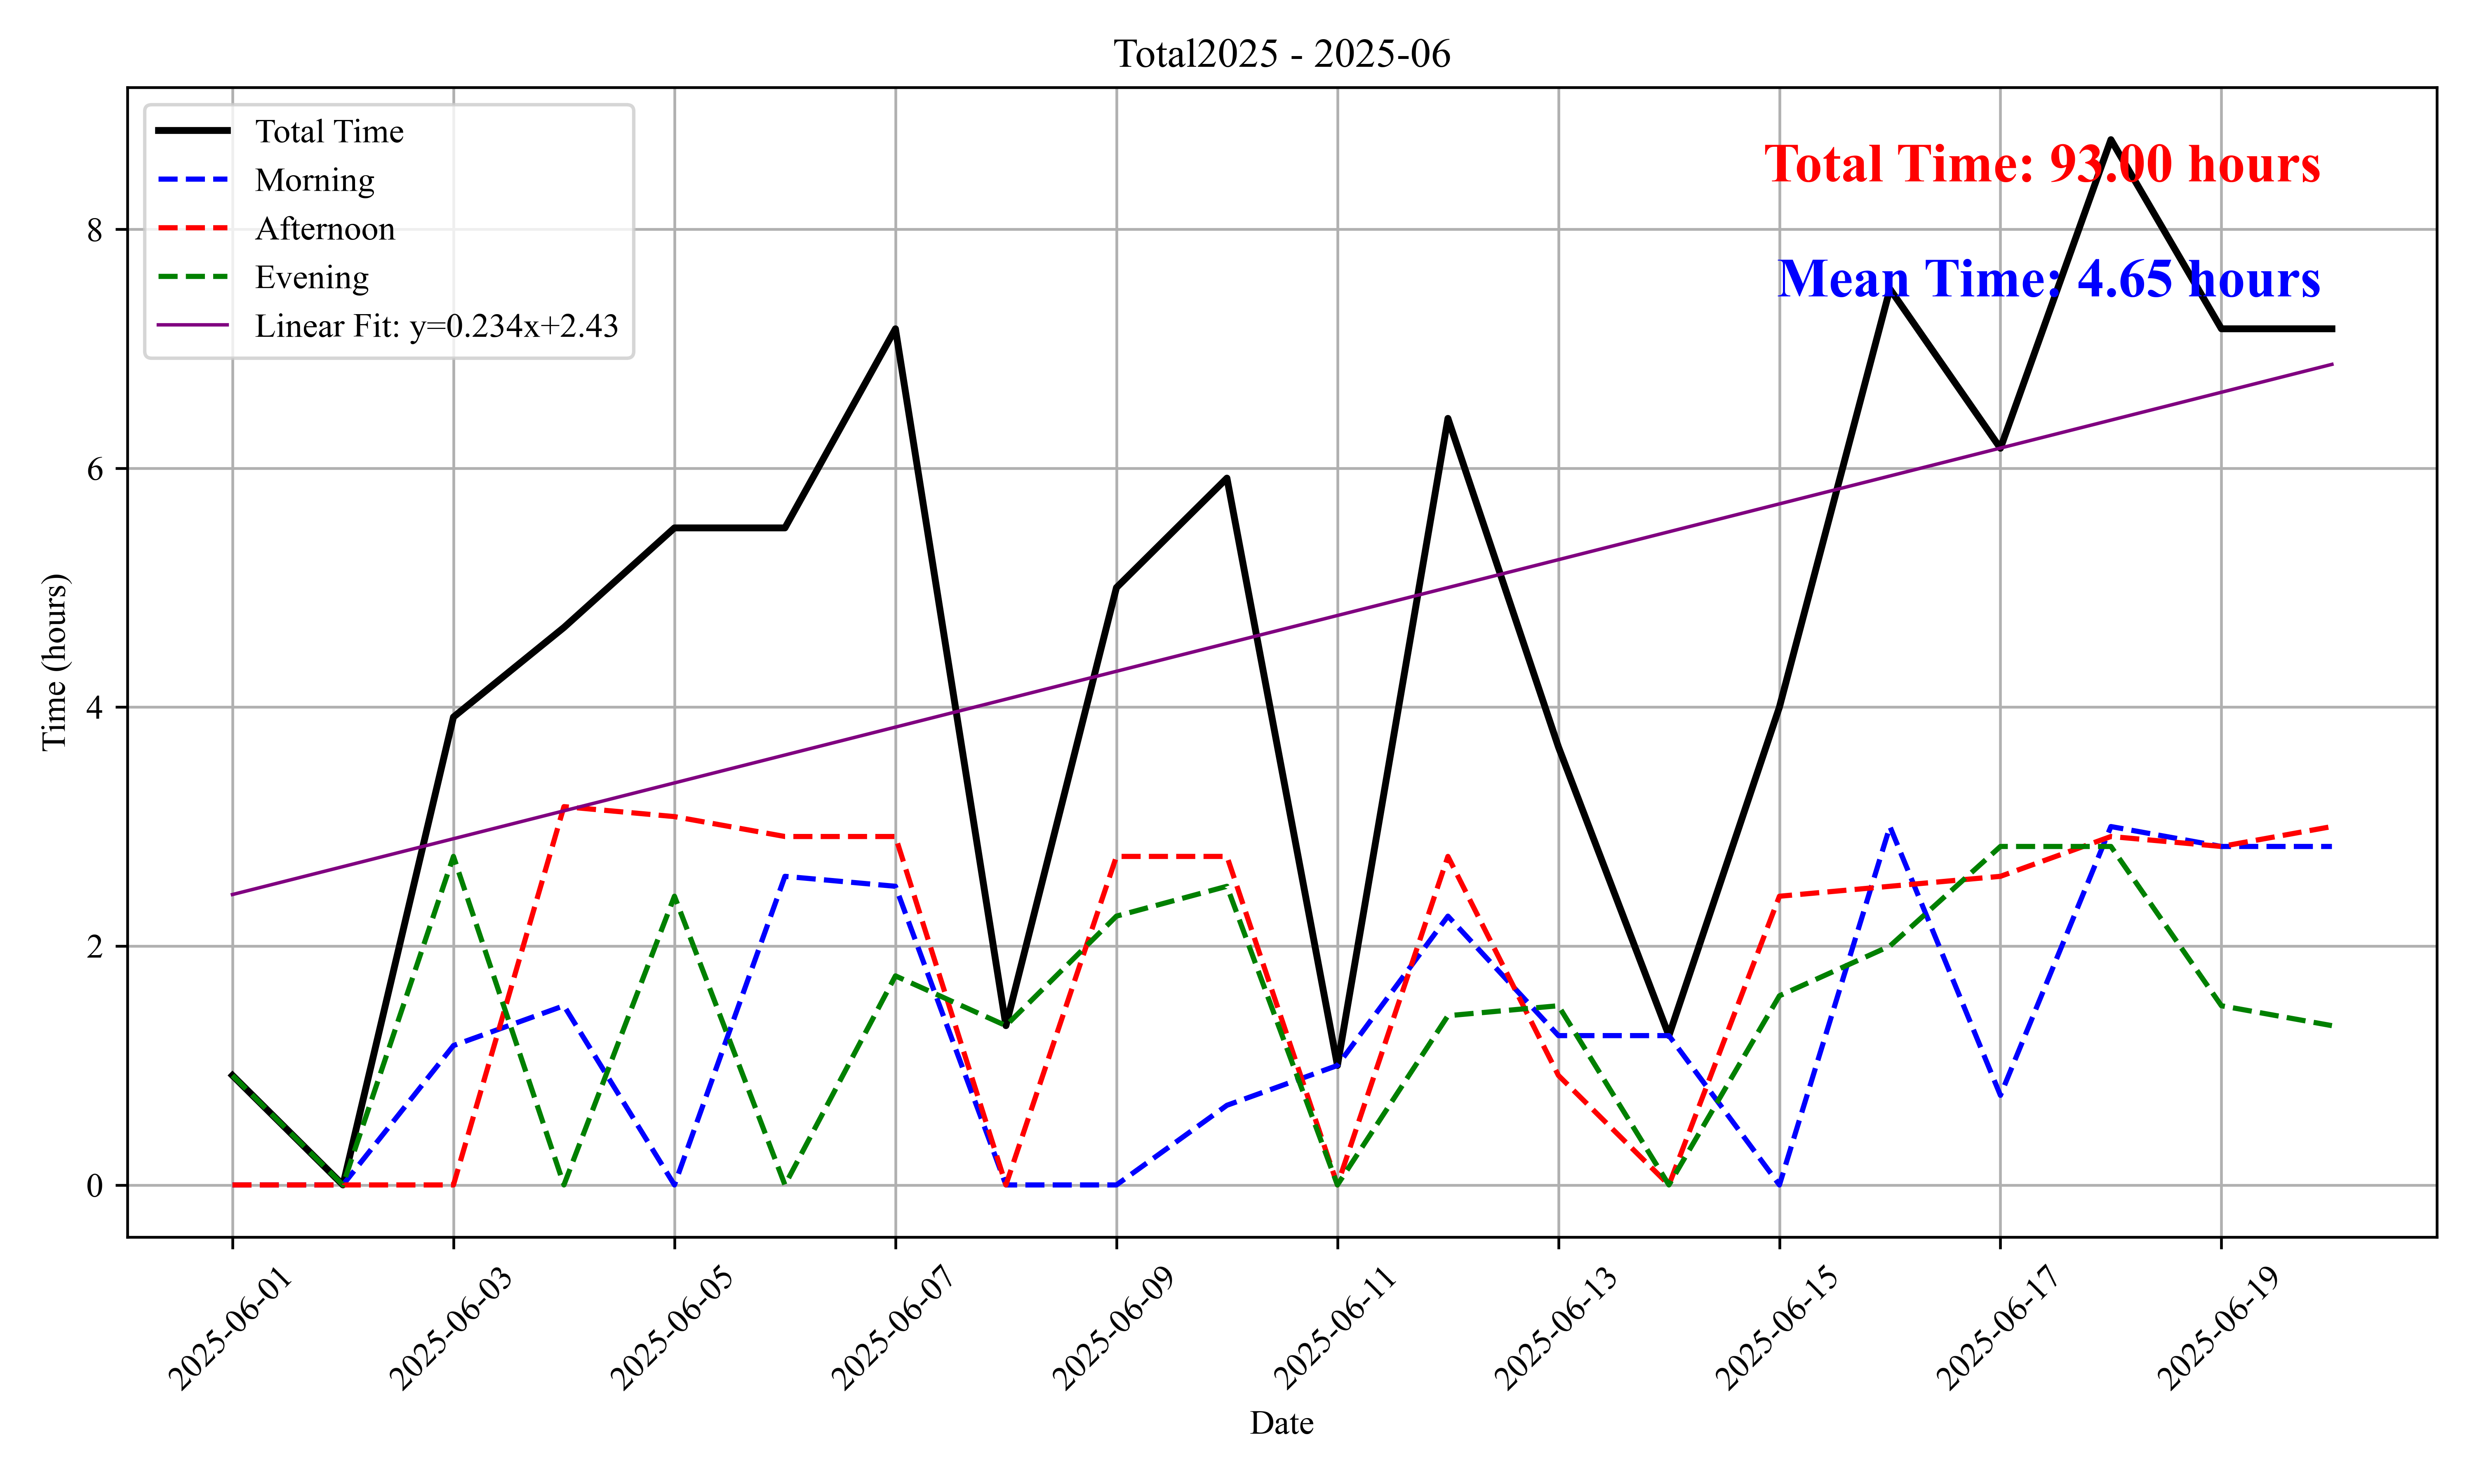 Total2025 - 2025-06
Total Time
Morning
Afternoon
Evening
Linear Fit: y=0.234x+2.43
Total Time: 93.00 hours
Mean Time: 4.65 hours
8
6
4
2
0
Time (hours)
2025-06-01
2025-06-03
2025-06-05
2025-06-07
2025-06-09
2025-06-11
2025-06-13
2025-06-15
2025-06-17
2025-06-19
Date